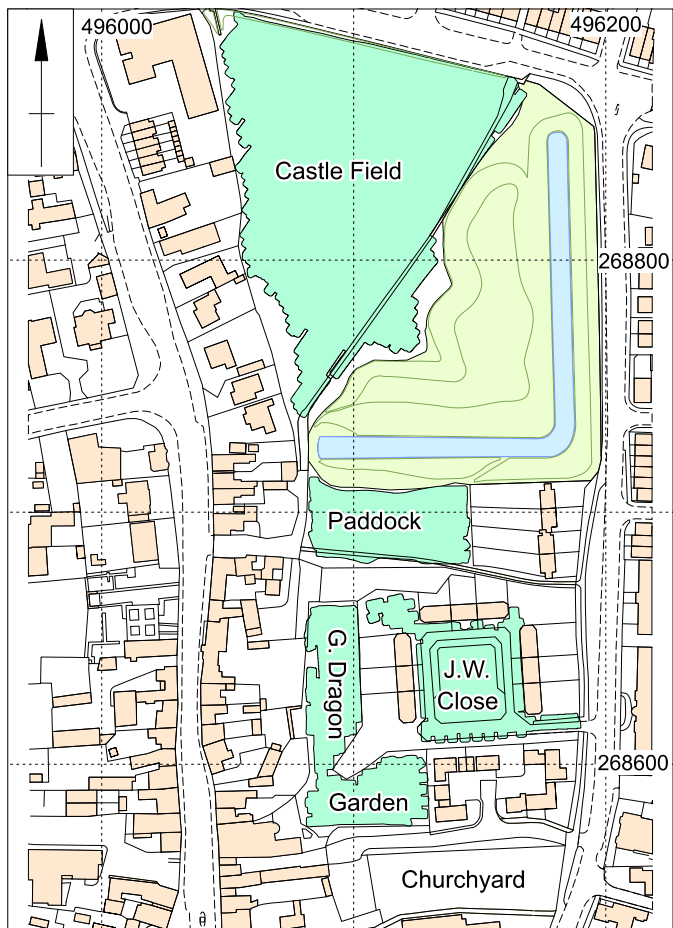 496000
496200
Castle Field
268800
Paddock
G. Dragon
J.W.
Close
268600
Garden
Churchyard